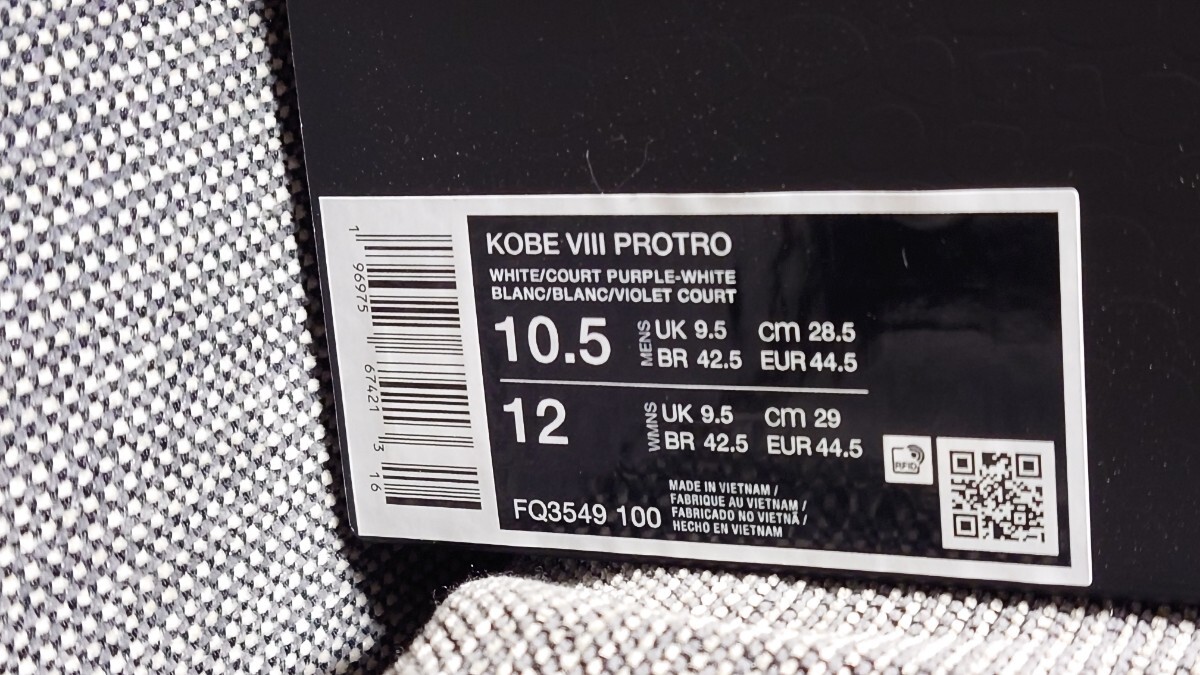 KOBE VIII PROTRO
WHITE/COURT PURPLE-WHITE
BLANC/BLANC/VIOLET COURT
10.5 MENS UK 9.5 cm 28.5
BR 42.5 EUR 44.5
12 WMNS UK 9.5 cm 29
BR 42.5 EUR 44.5
FQ3549 100
MADE IN VIETNAM /
FABRIQUE AU VIETNAM /
FABRICADO NO VIETNÃ /
HECHO EN VIETNAM
RFID
1 96975 67421 3 16